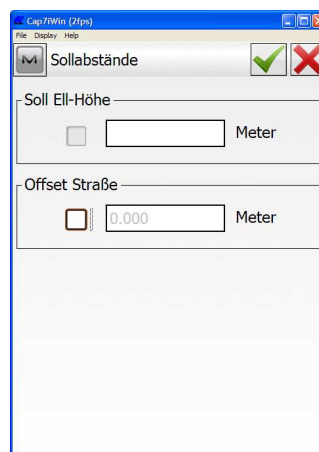 Cap7iWin (2fps)
File Display Help
Sollabstände
Soll Ell-Höhe
Meter
Offset Straße
0.000 Meter